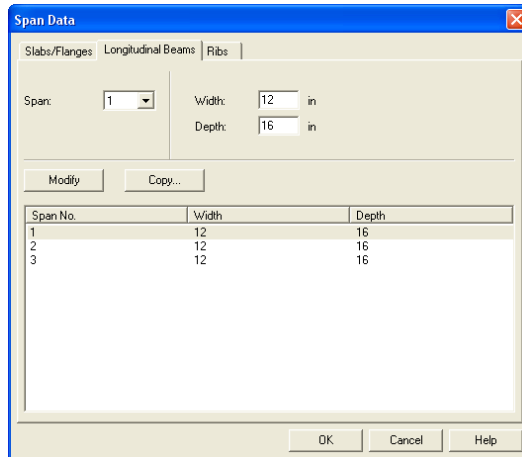 Span Data
Slabs/Flanges Longitudinal Beams Ribs
Span: 1 Width: 12 in
Depth: 16 in
Modify Copy...
Span No. Width Depth
1 12 16
2 12 16
3 12 16
OK Cancel Help